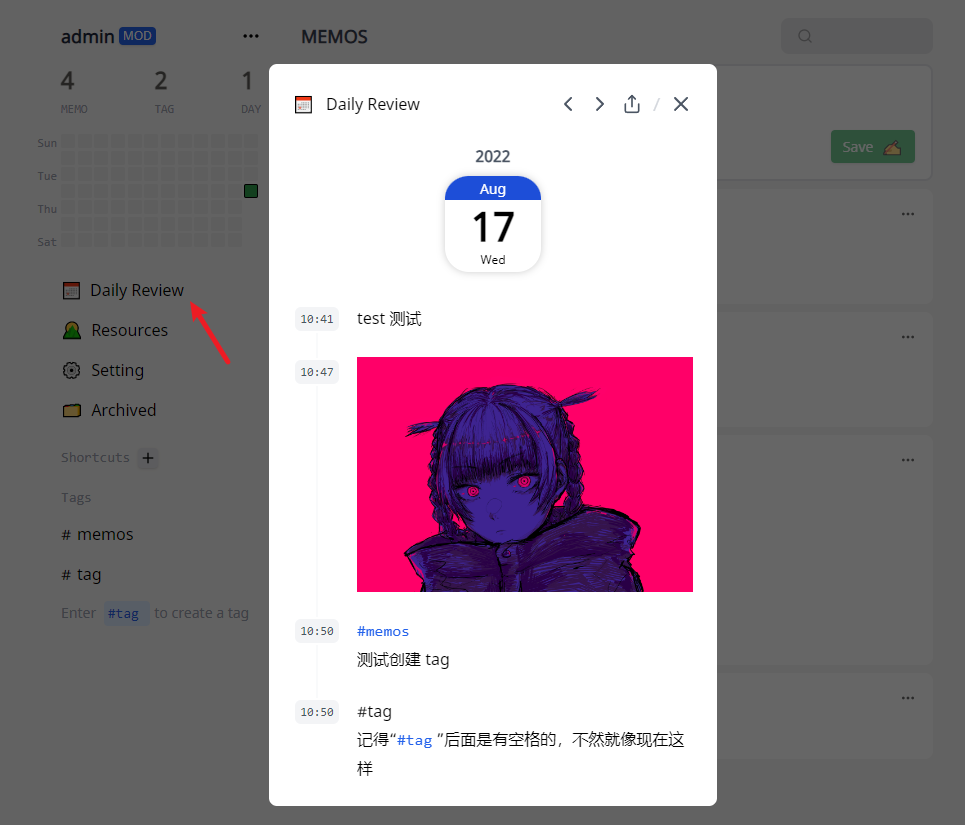 admin MOD
MEMOS
4 2 1
MEMO TAG DAY
Sun
Tue
Thu
Sat
Daily Review
Resources
Setting
Archived
Shortcuts +
Tags
# memos
# tag
Enter #tag to create a tag
Daily Review
/
2022
Aug
17
Wed
10:41 test 测试
10:47
10:50 #memos
测试创建 tag
10:50 #tag
记得“#tag ”后面是有空格的，不然就像现在这
样
Save